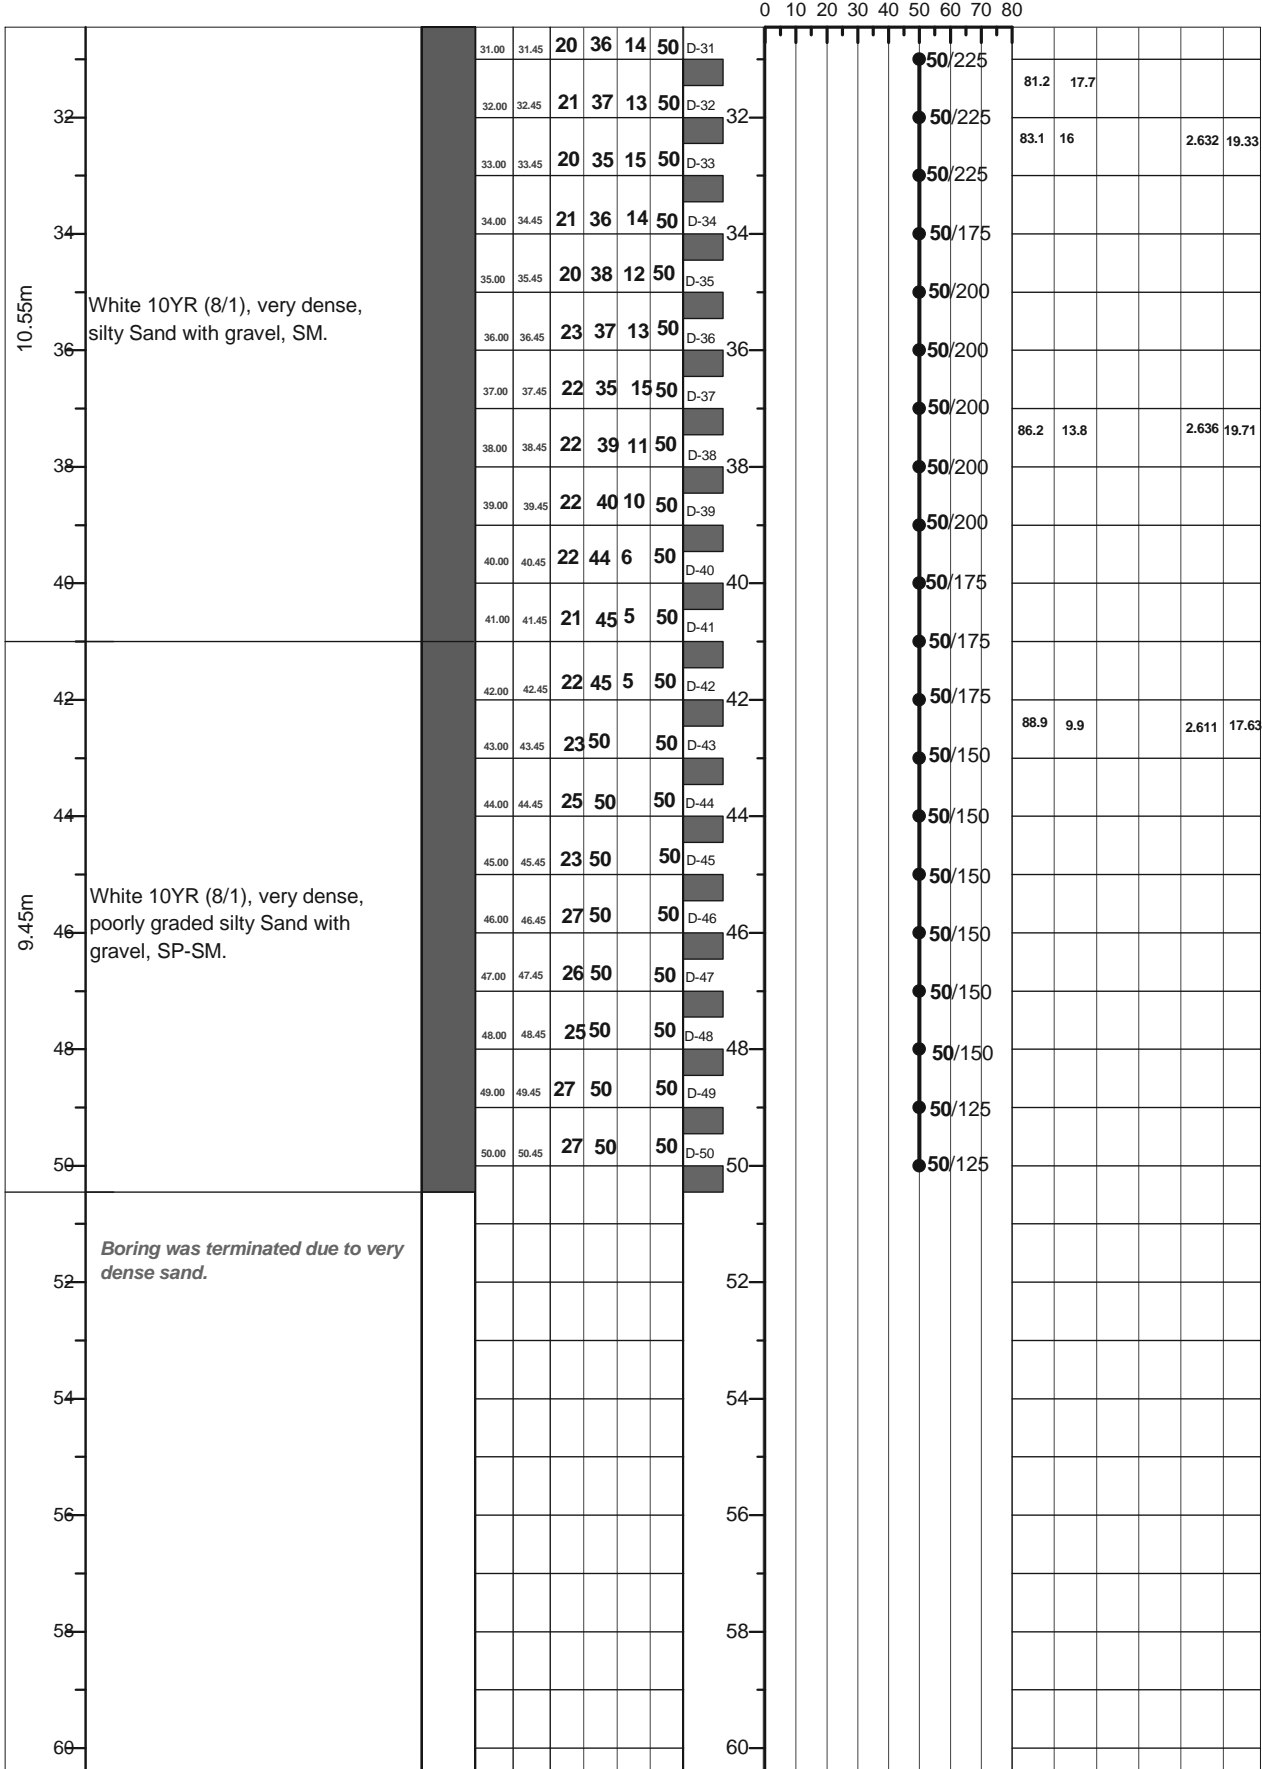 0 10 20 30 40 50 60 70 80
31.00 31.45 20 36 14 50 D-31 50/225
81.2 17.7
32.00 32.45 21 37 13 50 D-32
32 32 50/225
83.1 16 2.632 19.33
33.00 33.45 20 35 15 50 D-33
50/225
34.00 34.45 21 36 14 50 D-34
34 34 50/175
35.00 35.45 20 38 12 50 D-35
50/200
10.55m
White 10YR (8/1), very dense,
silty Sand with gravel, SM.
36.00 36.45 23 37 13 50 D-36
36 36 50/200
37.00 37.45 22 35 15 50 D-37
50/200
86.2 13.8 2.636 19.71
38.00 38.45 22 39 11 50 D-38
38 38 50/200
39.00 39.45 22 40 10 50 D-39
50/200
40.00 40.45 22 44 6 50 D-40
40 40 50/175
41.00 41.45 21 45 5 50 D-41
50/175
42.00 42.45 22 45 5 50 D-42
42 42 50/175
88.9 9.9 2.611 17.63
43.00 43.45 23 50 50 D-43
50/150
44.00 44.45 25 50 50 D-44
44 44 50/150
45.00 45.45 23 50 50 D-45
50/150
9.45m
White 10YR (8/1), very dense,
poorly graded silty Sand with
gravel, SP-SM.
46.00 46.45 27 50 50 D-46
46 46 50/150
47.00 47.45 26 50 50 D-47
50/150
48.00 48.45 25 50 50 D-48
48 48 50/150
49.00 49.45 27 50 50 D-49
50/125
50.00 50.45 27 50 50 D-50
50 50 50/125
Boring was terminated due to very
dense sand.
52 52
54 54
56 56
58 58
60 60